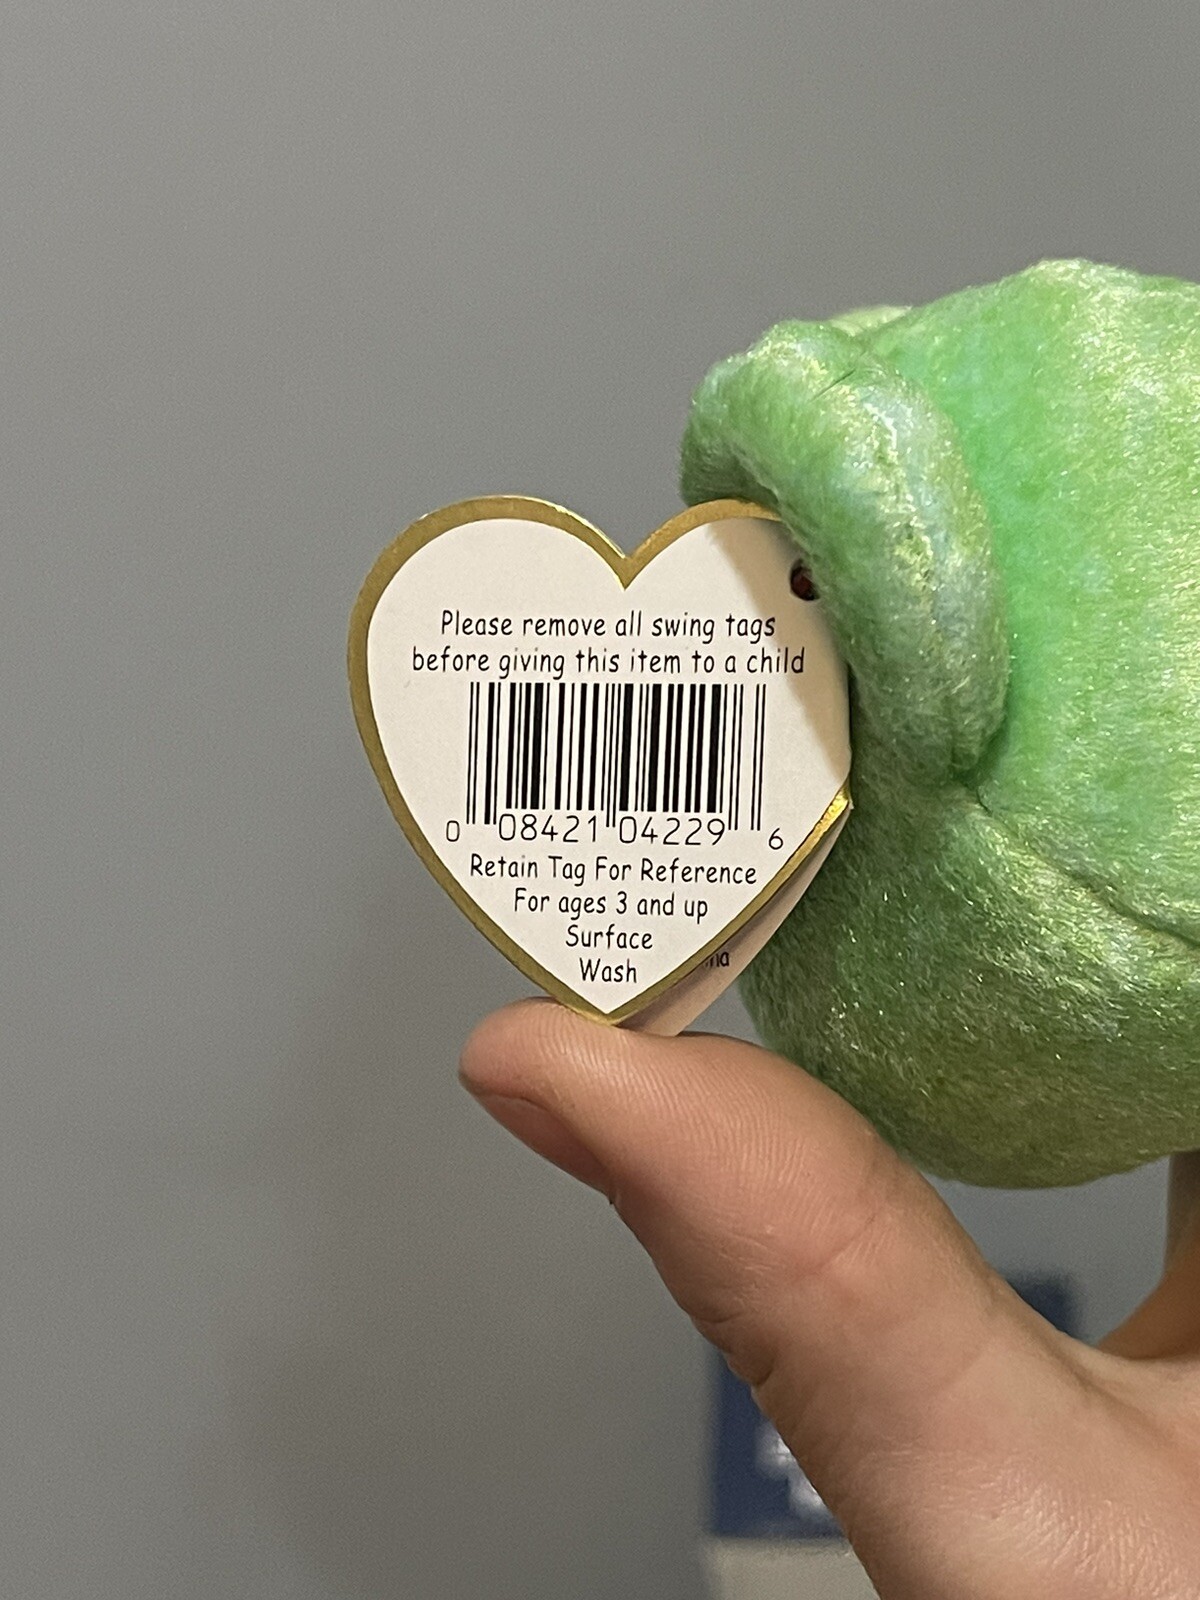 Please remove all swing tags
before giving this item to a child
0 08421 04229 6
Retain Tag For Reference
For ages 3 and up
Surface
Wash